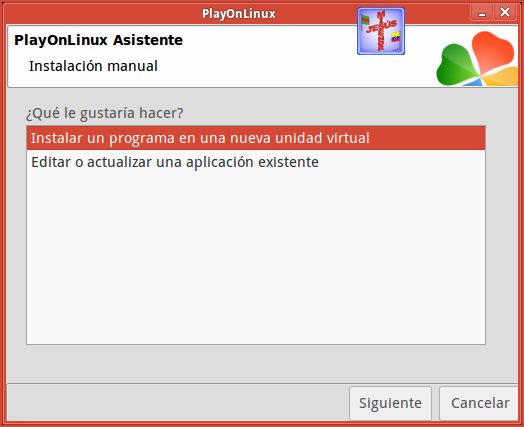 PlayOnLinux
PlayOnLinux Asistente
Instalación manual
JESÚS
¿Qué le gustaría hacer?
Instalar un programa en una nueva unidad virtual
Editar o actualizar una aplicación existente
Siguiente
Cancelar